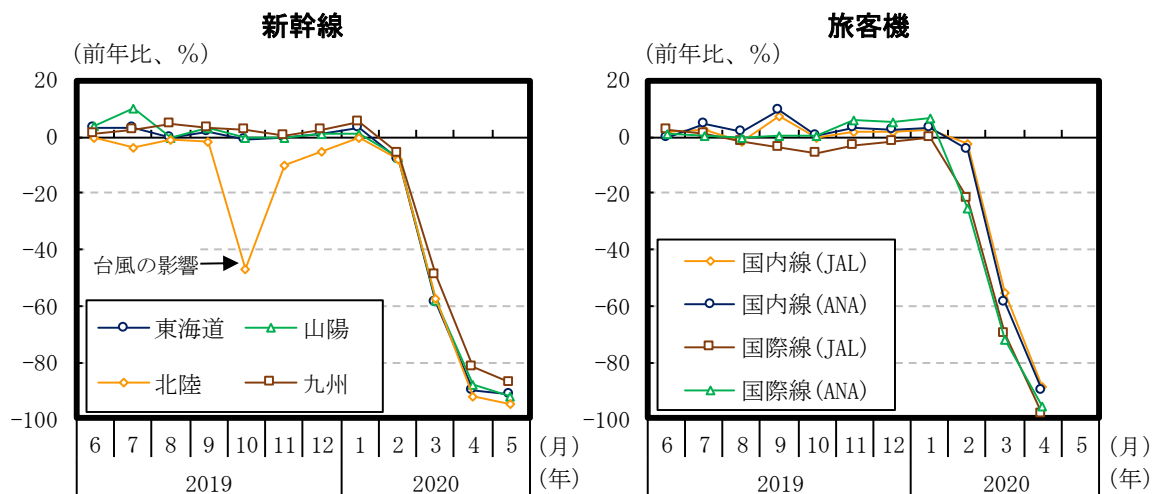 新幹線
(前年比、%)
20
0
-20
-40
-60
-80
-100
台風の影響
東海道
山陽
北陸
九州
6 7 8 9 10 11 12 1 2 3 4 5 (月)
2019 2020 (年)
旅客機
(前年比、%)
20
0
-20
-40
-60
-80
-100
国内線(JAL)
国内線(ANA)
国際線(JAL)
国際線(ANA)
6 7 8 9 10 11 12 1 2 3 4 5 (月)
2019 2020 (年)